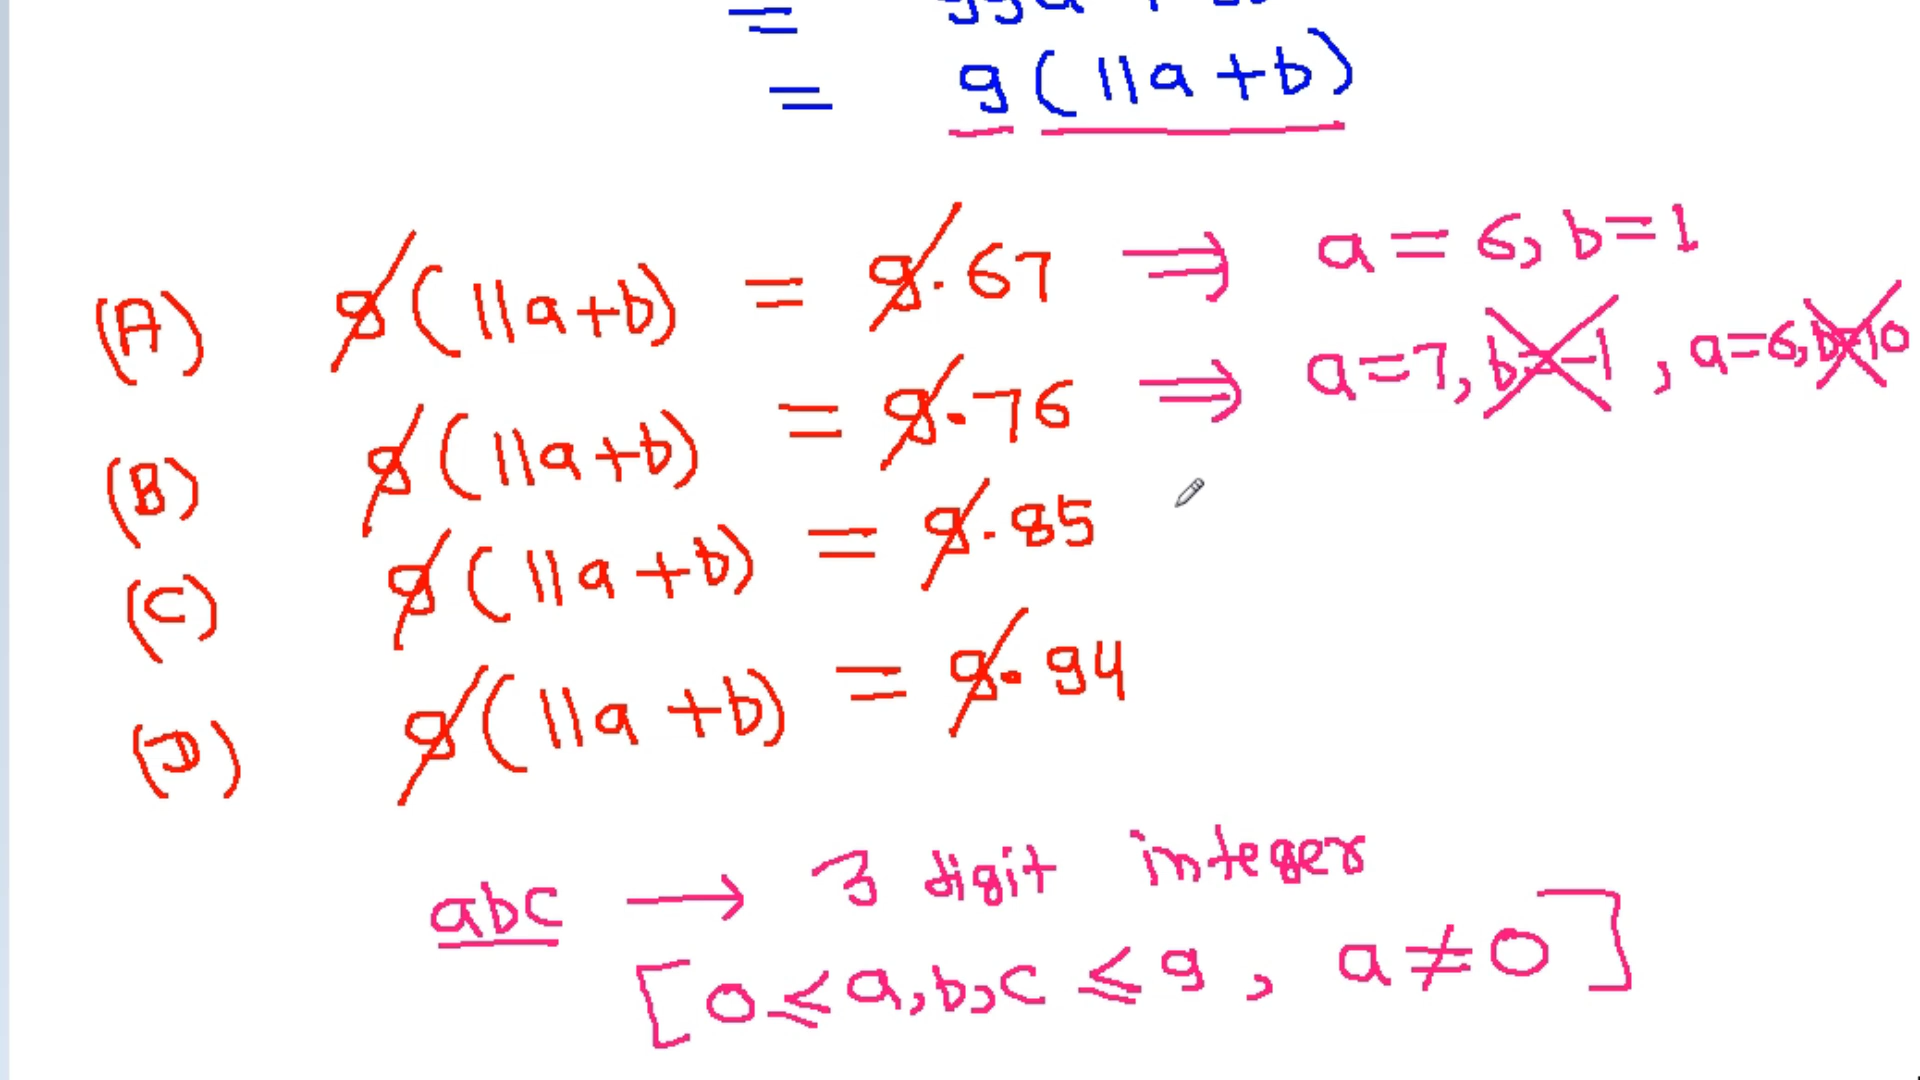 =
= 9(11a+b)
(A) 9(11a+b) = 9.67 ⇒ a=6, b=1
(B) 9(11a+b) = 9.76 ⇒ a=7, b=-1, a=6, b=10
(C) 9(11a+b) = 9.85
(D) 9(11a+b) = 9.94
abc → 3 digit integer
[0≤a,b,c≤9, a≠0]